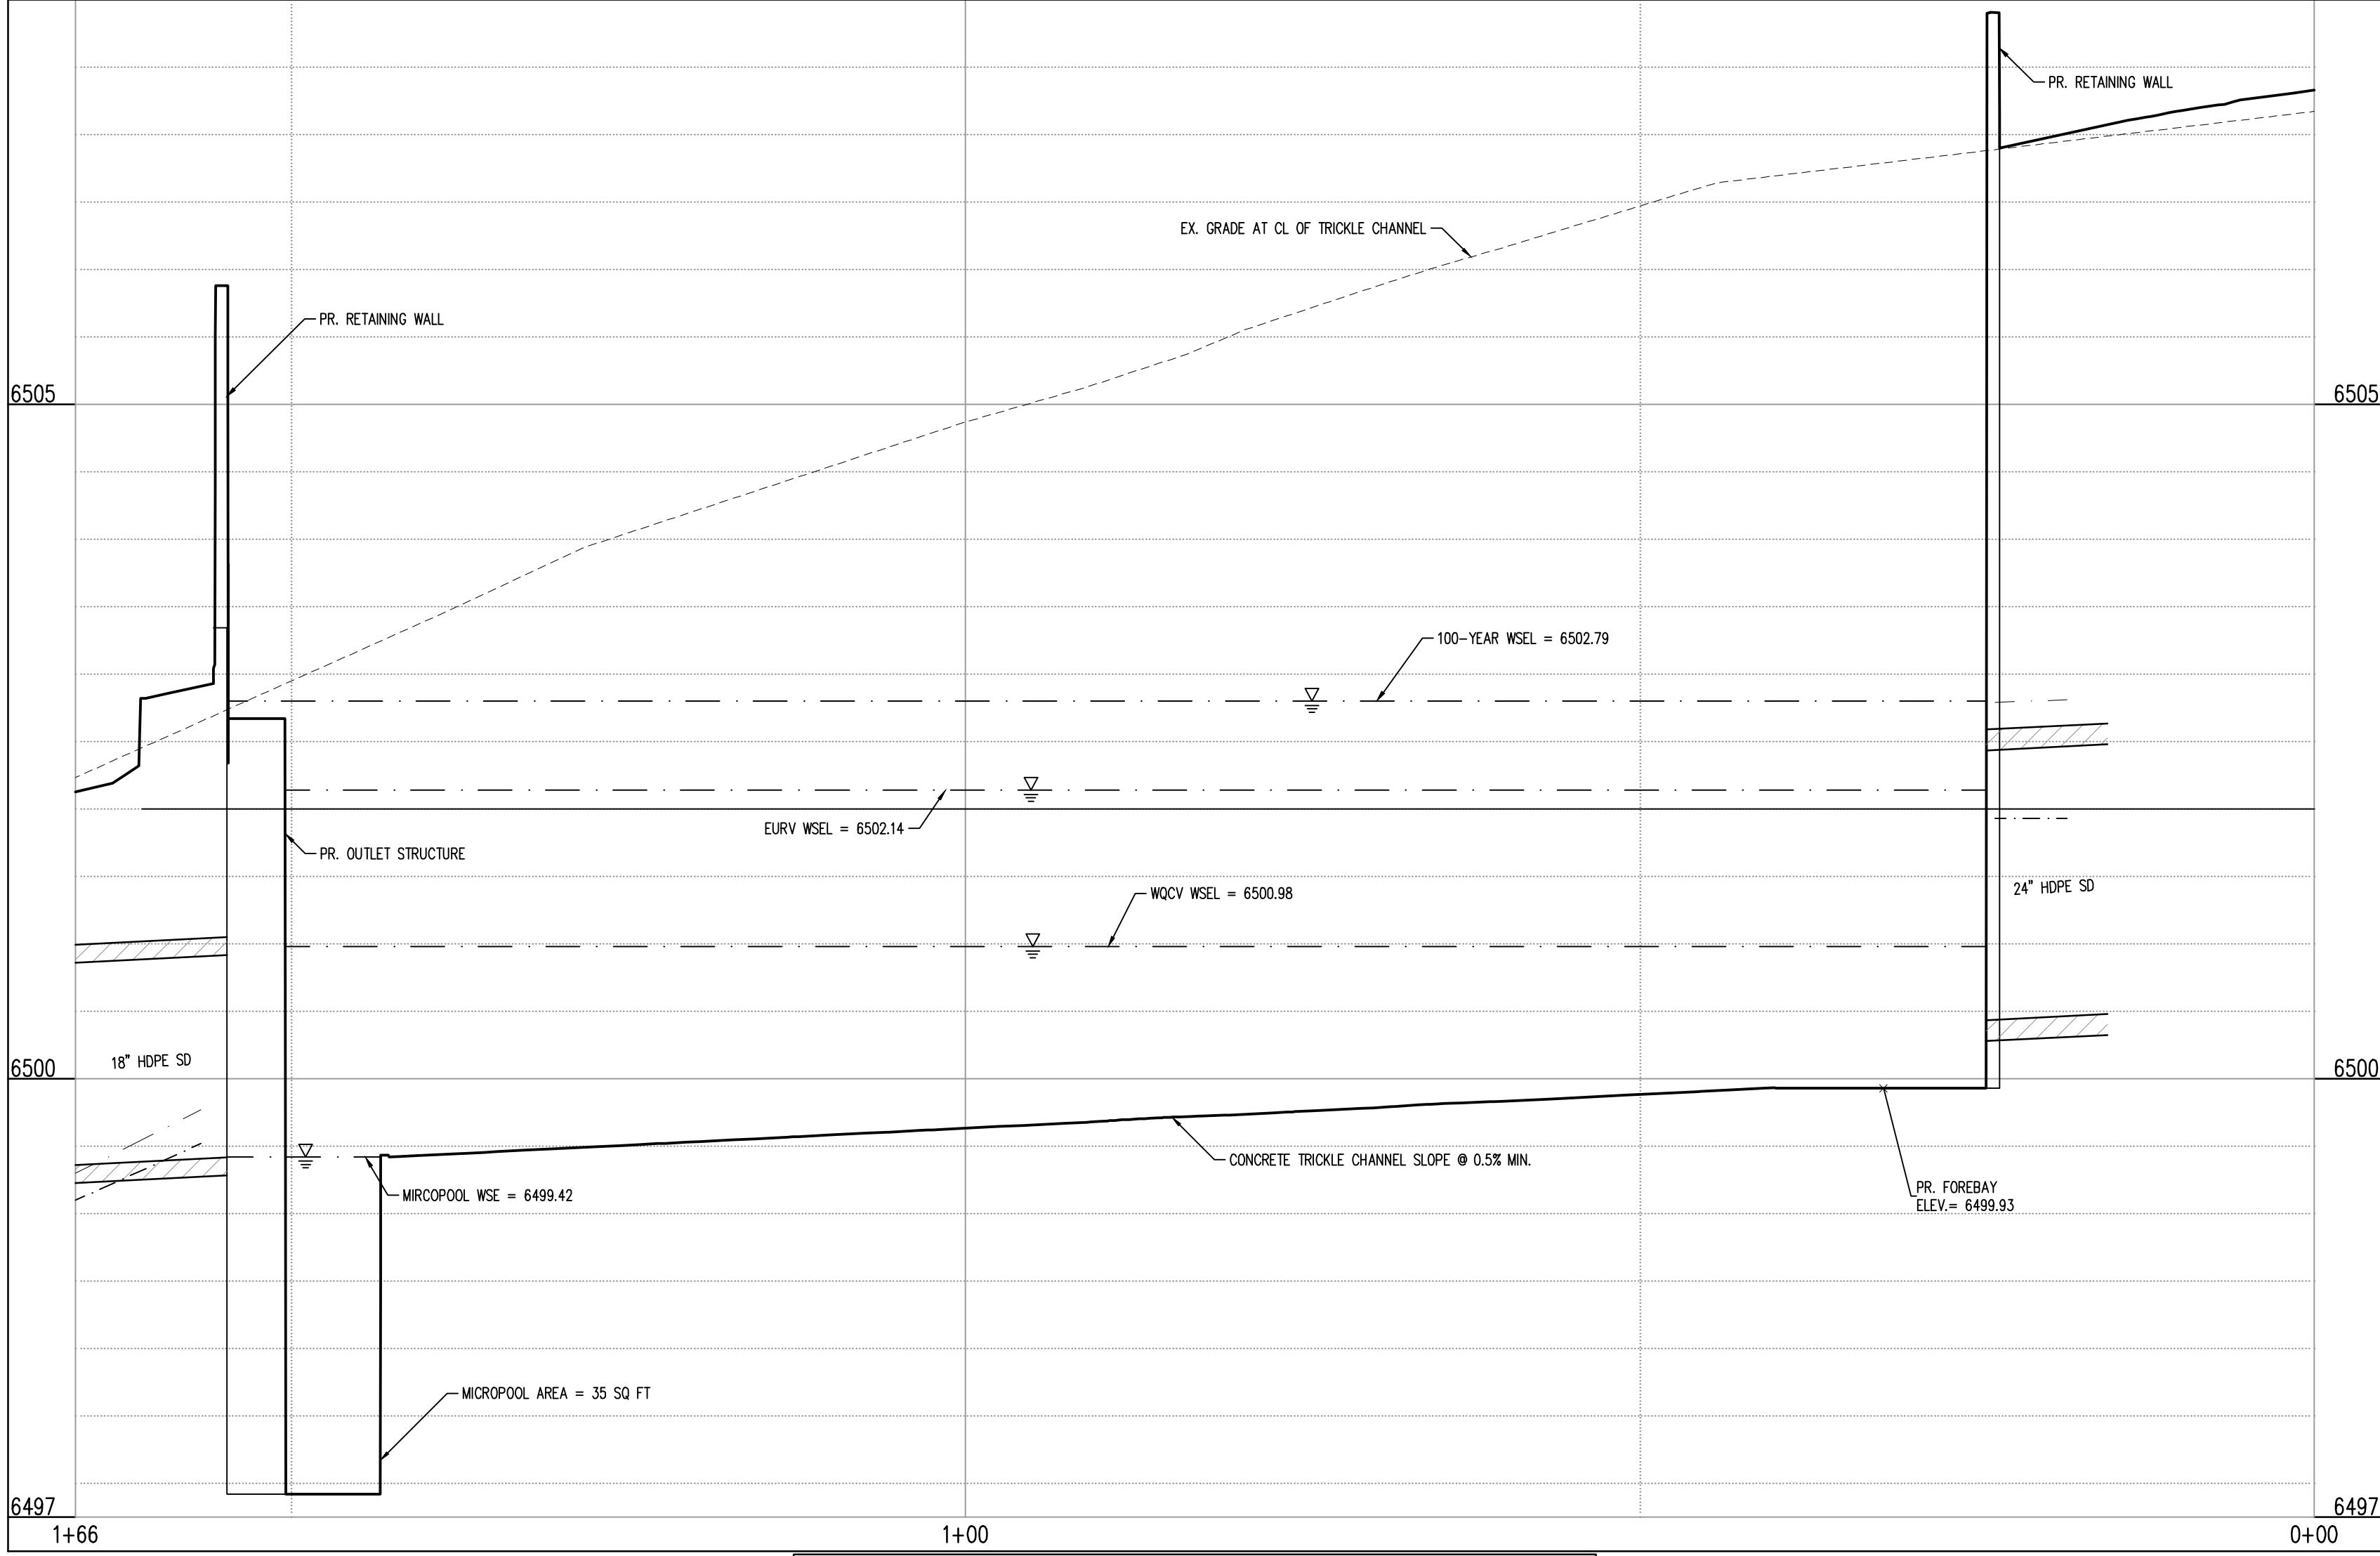 PR. RETAINING WALL
EX. GRADE AT CL OF TRICKLE CHANNEL
PR. RETAINING WALL
6505
6505
100-YEAR WSEL = 6502.79
EURV WSEL = 6502.14
PR. OUTLET STRUCTURE
WQCV WSEL = 6500.98
24" HDPE SD
18" HDPE SD
6500
6500
CONCRETE TRICKLE CHANNEL SLOPE @ 0.5% MIN.
MIRCOPOOL WSE = 6499.42
PR. FOREBAY
ELEV.= 6499.93
MICROPOOL AREA = 35 SQ FT
6497
6497
1+66
1+00
0+00